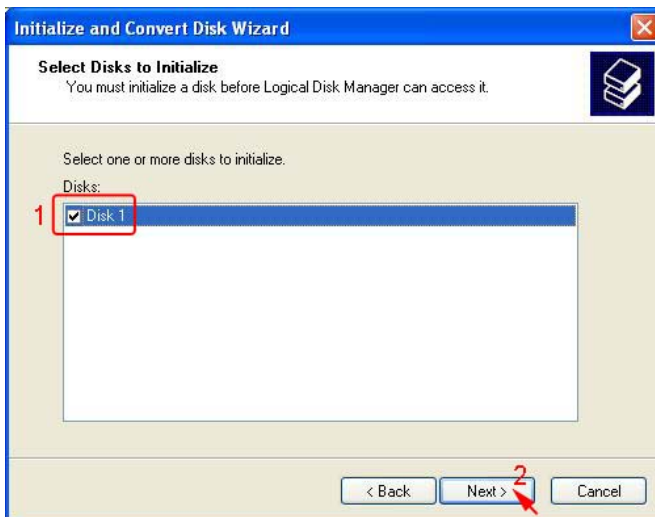 Initialize and Convert Disk Wizard
Select Disks to Initialize
You must initialize a disk before Logical Disk Manager can access it.
Select one or more disks to initialize.
Disks:
1
Disk 1
2
< Back
Next >
Cancel